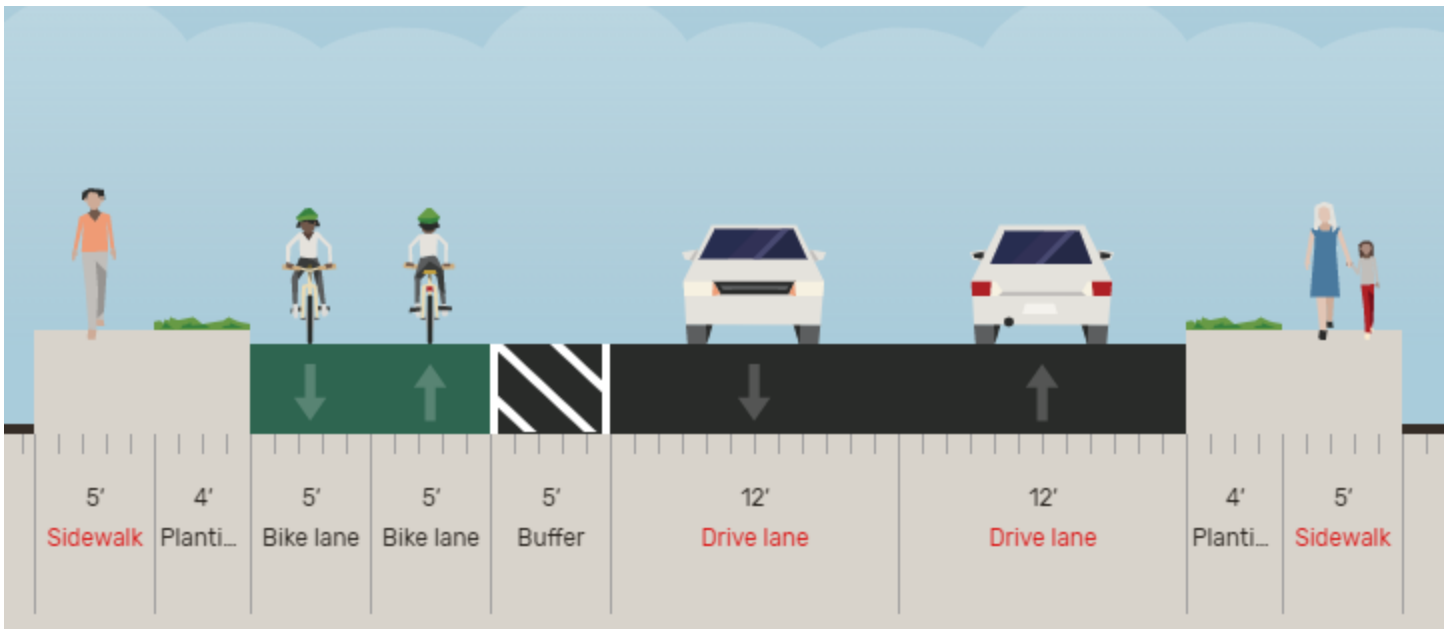 5' 4' 5' 5' 5' 12' 12' 4' 5'
Sidewalk Planti... Bike lane Bike lane Buffer Drive lane Drive lane Planti... Sidewalk